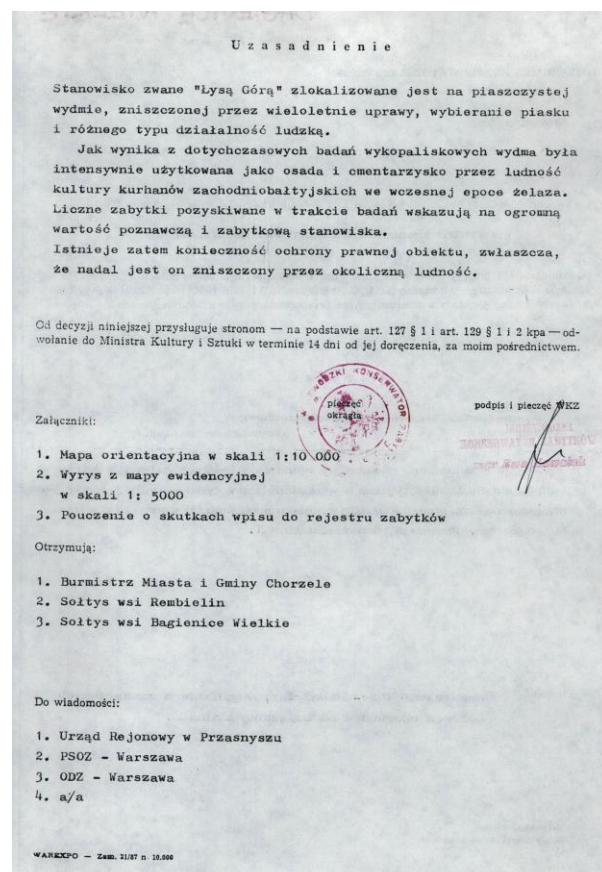 U z a s a d n i e n i e
Stanowisko zwane "Łysą Górą" zlokalizowane jest na piaszczystej
wydmie, zniszczonej przez wieloletnie uprawy, wybieranie piasku
i różnego typu działalność ludzką.
Jak wynika z dotychczasowych badań wykopaliskowych wydma była
intensywnie użytkowana jako osada i cmentarzysko przez ludność
kultury kurhanów zachodniobałtyjskich we wczesnej epoce żelaza.
Liczne zabytki pozyskiwane w trakcie badań wskazują na ogromną
wartość poznawczą i zabytkową stanowiska.
Istnieje zatem konieczność ochrony prawnej obiektu, zwłaszcza,
że nadal jest on zniszczony przez okoliczną ludność.
Od decyzji niniejszej przysługuje stronom — na podstawie art. 127 § 1 i art. 129 § 1 i 2 kpa — od-
wołanie do Ministra Kultury i Sztuki w terminie 14 dni od jej doręczenia, za moim pośrednictwem.
KONSERWATOR
pieczęć
okrągła
podpis i pieczęć WKZ
Załączniki:
1. Mapa orientacyjna w skali 1:10 000
2. Wyrys z mapy ewidencyjnej
w skali 1: 5000
3. Pouczenie o skutkach wpisu do rejestru zabytków
Otrzymują:
1. Burmistrz Miasta i Gminy Chorzele
2. Sołtys wsi Rembielin
3. Sołtys wsi Bagienice Wielkie
Do wiadomości:
1. Urząd Rejonowy w Przasnyszu
2. PSOZ - Warszawa
3. ODZ - Warszawa
4. a/a
WAREXPO — Zam. 21/87 n 10.000